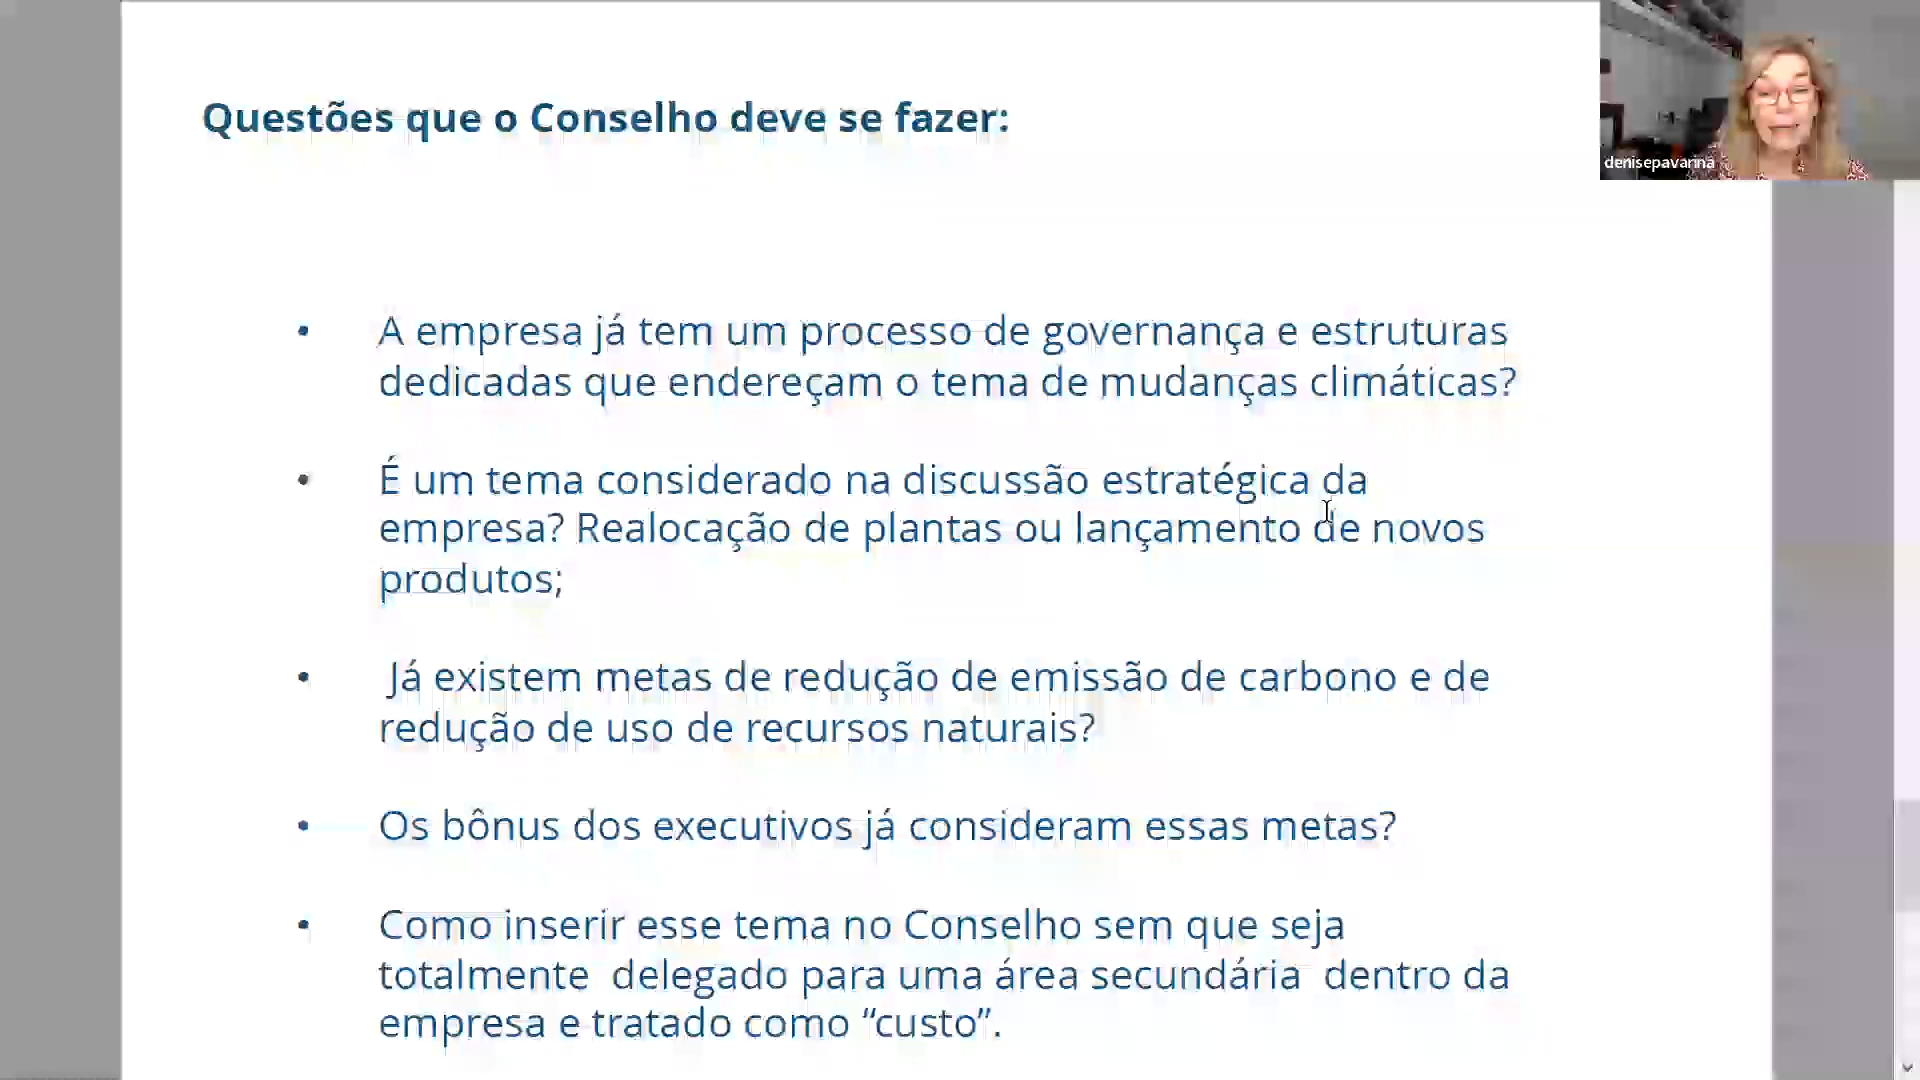 Questões que o Conselho deve se fazer:
denisepavarina
• A empresa já tem um processo de governança e estruturas
dedicadas que endereçam o tema de mudanças climáticas?
• É um tema considerado na discussão estratégica da
empresa? Realocação de plantas ou lançamento de novos
produtos;
• Já existem metas de redução de emissão de carbono e de
redução de uso de recursos naturais?
• Os bônus dos executivos já consideram essas metas?
• Como inserir esse tema no Conselho sem que seja
totalmente delegado para uma área secundária dentro da
empresa e tratado como “custo”.